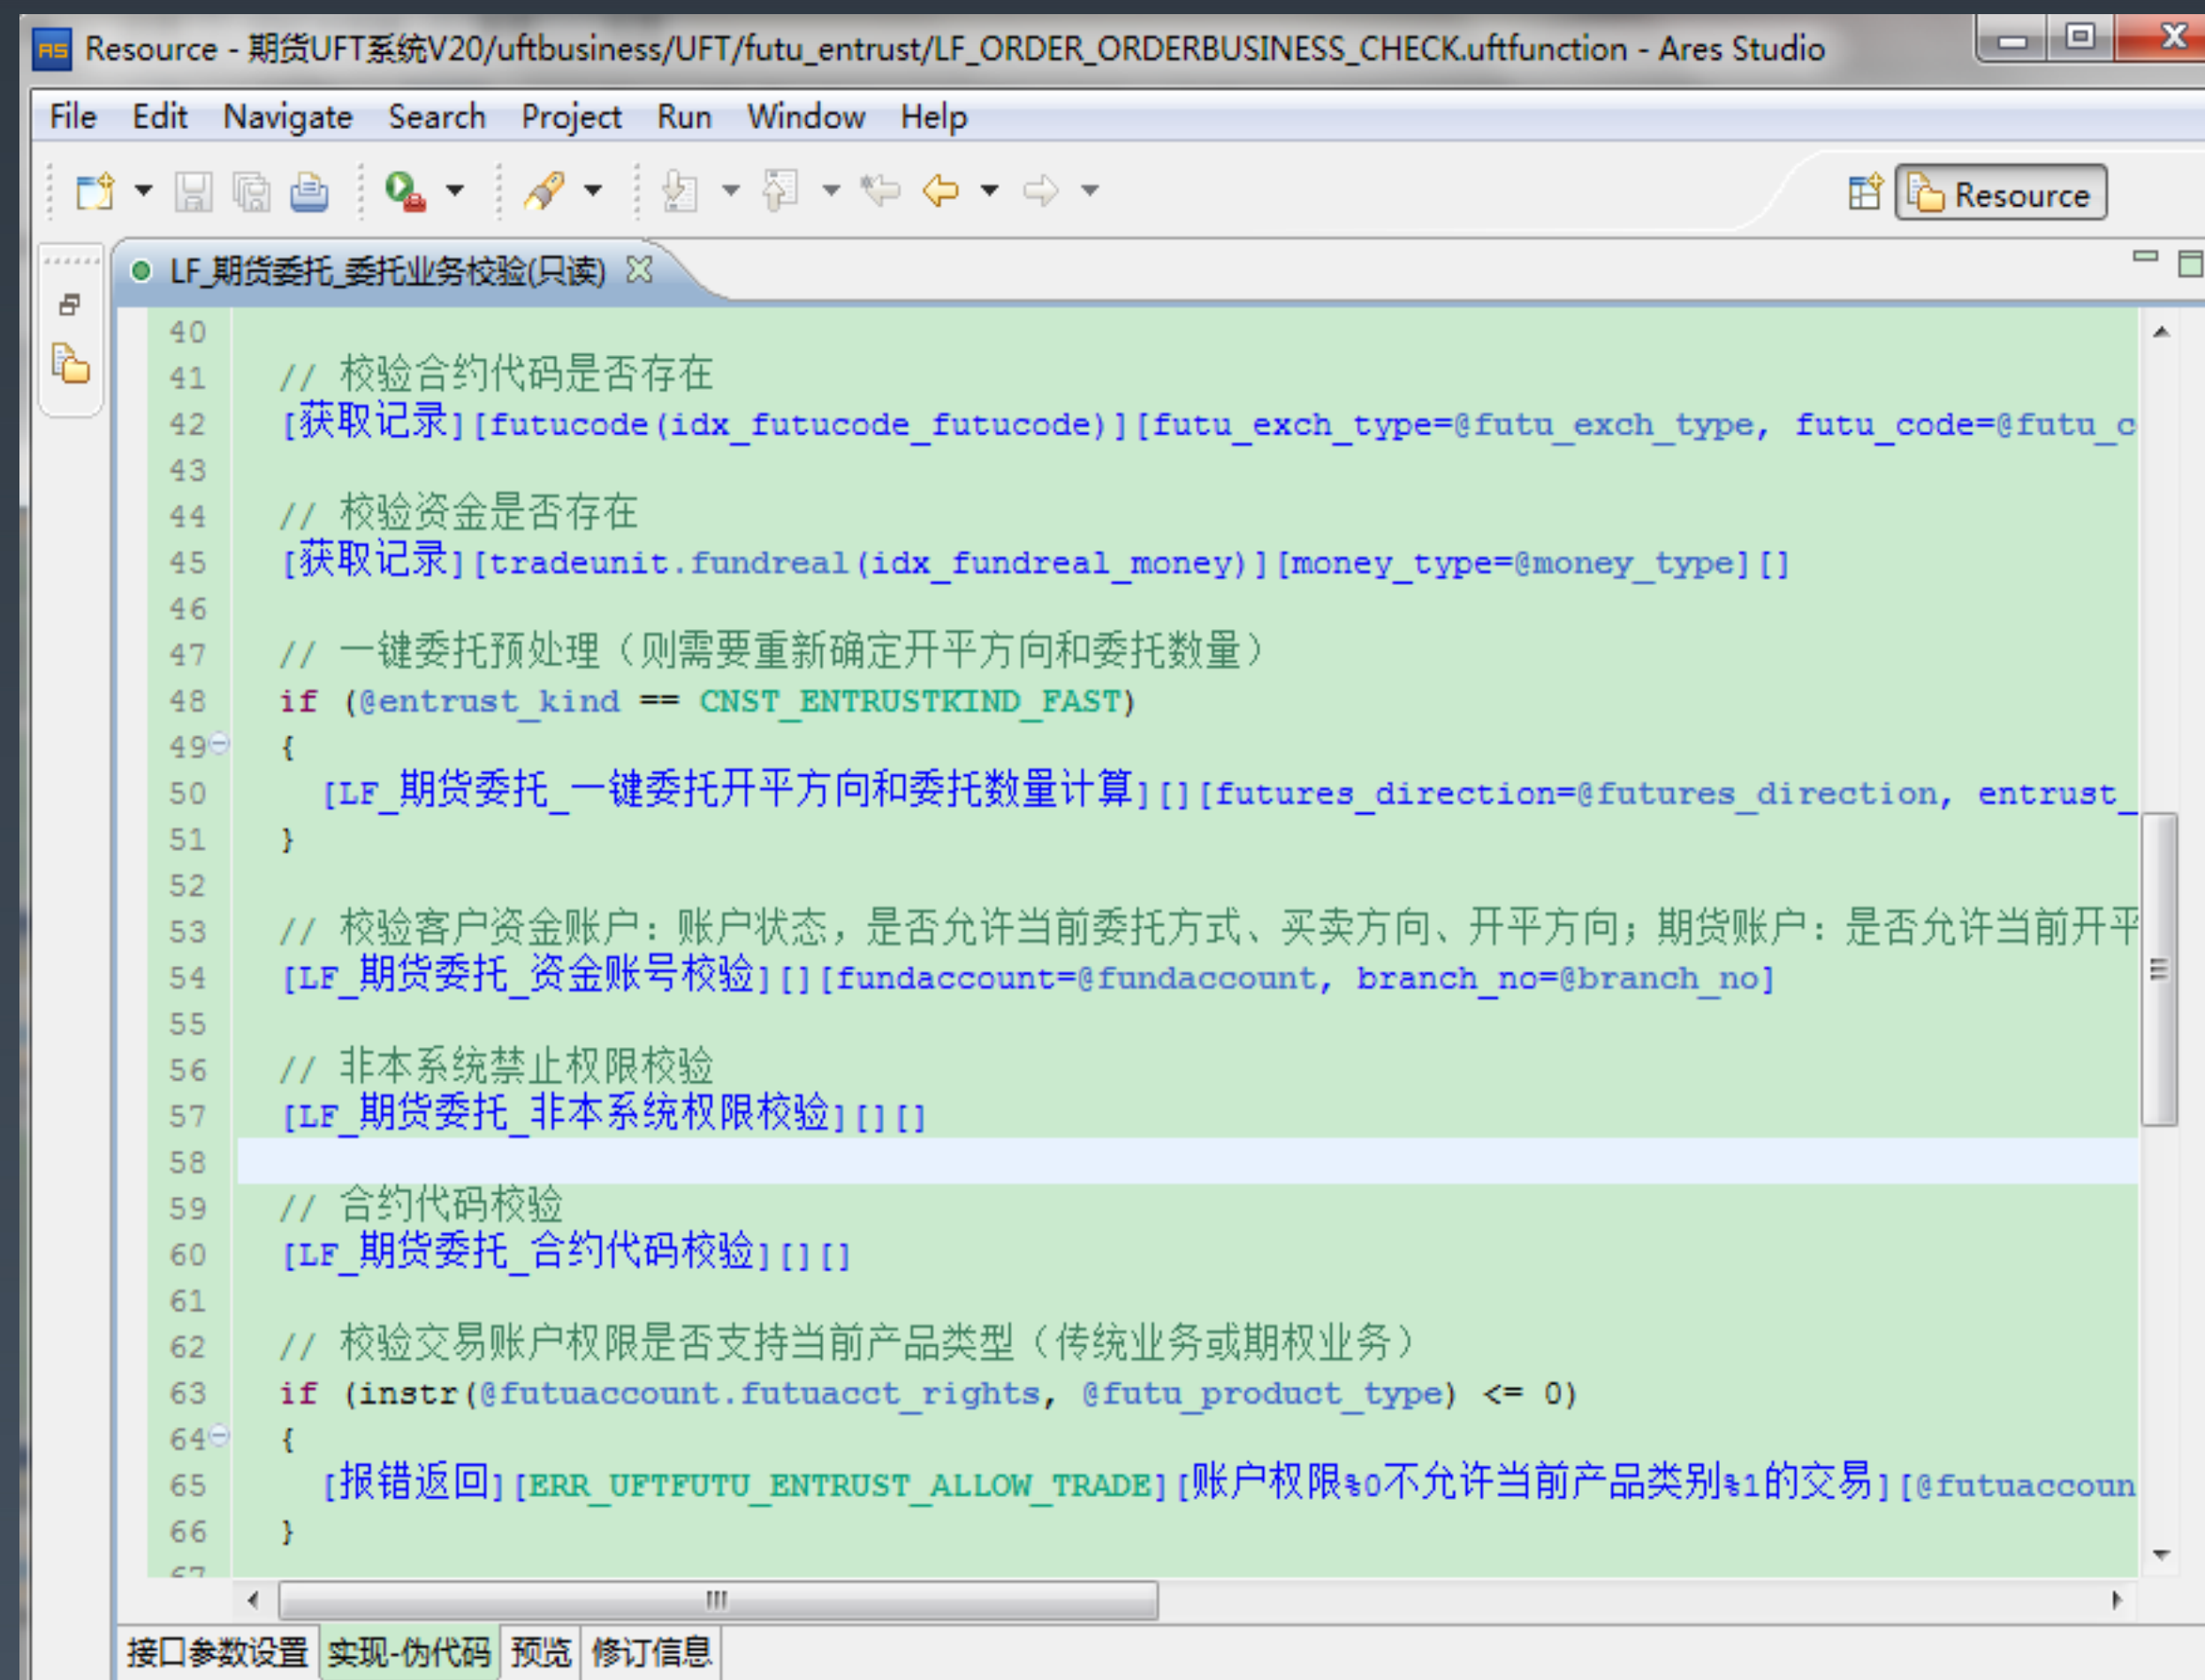 Resource - 期货UFT系统V20/uftbusiness/UFT/futu_entrust/LF_ORDER_ORDERBUSINESS_CHECK.uftfunction - Ares Studio
File Edit Navigate Search Project Run Window Help
Resource
LF_期货委托_委托业务校验(只读)
40
41 // 校验合约代码是否存在
42 [获取记录][futucode(idx_futucode_futucode)][futu_exch_type=@futu_exch_type, futu_code=@futu_c
43
44 // 校验资金是否存在
45 [获取记录][tradeunit.fundreal(idx_fundreal_money)][money_type=@money_type][]
46
47 // 一键委托预处理（则需要重新确定开平方向和委托数量）
48 if (@entrust_kind == CNST_ENTRUSTKIND_FAST)
49 {
50 [LF_期货委托_一键委托开平方向和委托数量计算][][futures_direction=@futures_direction, entrust_
51 }
52
53 // 校验客户资金账户：账户状态，是否允许当前委托方式、买卖方向、开平方向；期货账户：是否允许当前开平
54 [LF_期货委托_资金账号校验][][fundaccount=@fundaccount, branch_no=@branch_no]
55
56 // 非本系统禁止权限校验
57 [LF_期货委托_非本系统权限校验][][]
58
59 // 合约代码校验
60 [LF_期货委托_合约代码校验][][]
61
62 // 校验交易账户权限是否支持当前产品类型（传统业务或期权业务）
63 if (instr(@futuaccount.futuacct_rights, @futu_product_type) <= 0)
64 {
65 [报错返回][ERR_UFTFUTU_ENTRUST_ALLOW_TRADE][账户权限%0不允许当前产品类别%1的交易][@futuaccoun
66 }
67
接口参数设置 实现-伪代码 预览 修订信息